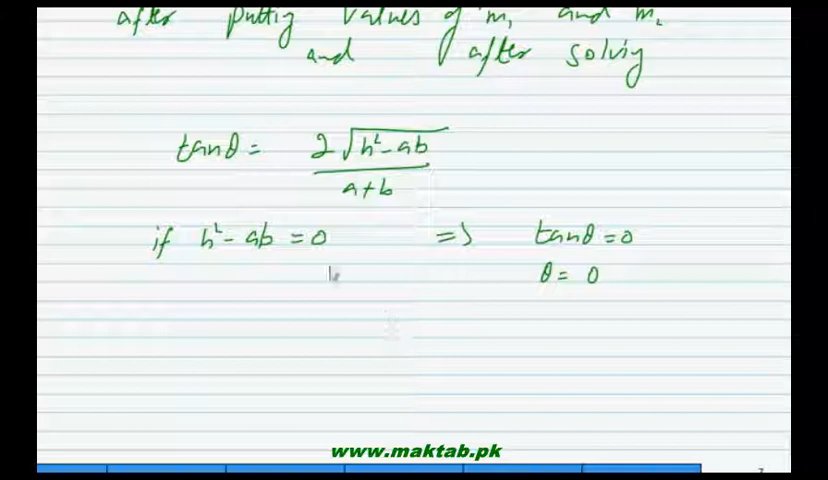 after putting values of m₁ and m₂
and after solving
tanθ = 2√(h²-ab) / a+b
if h²-ab = 0 => tanθ = 0
θ = 0
www.maktab.pk